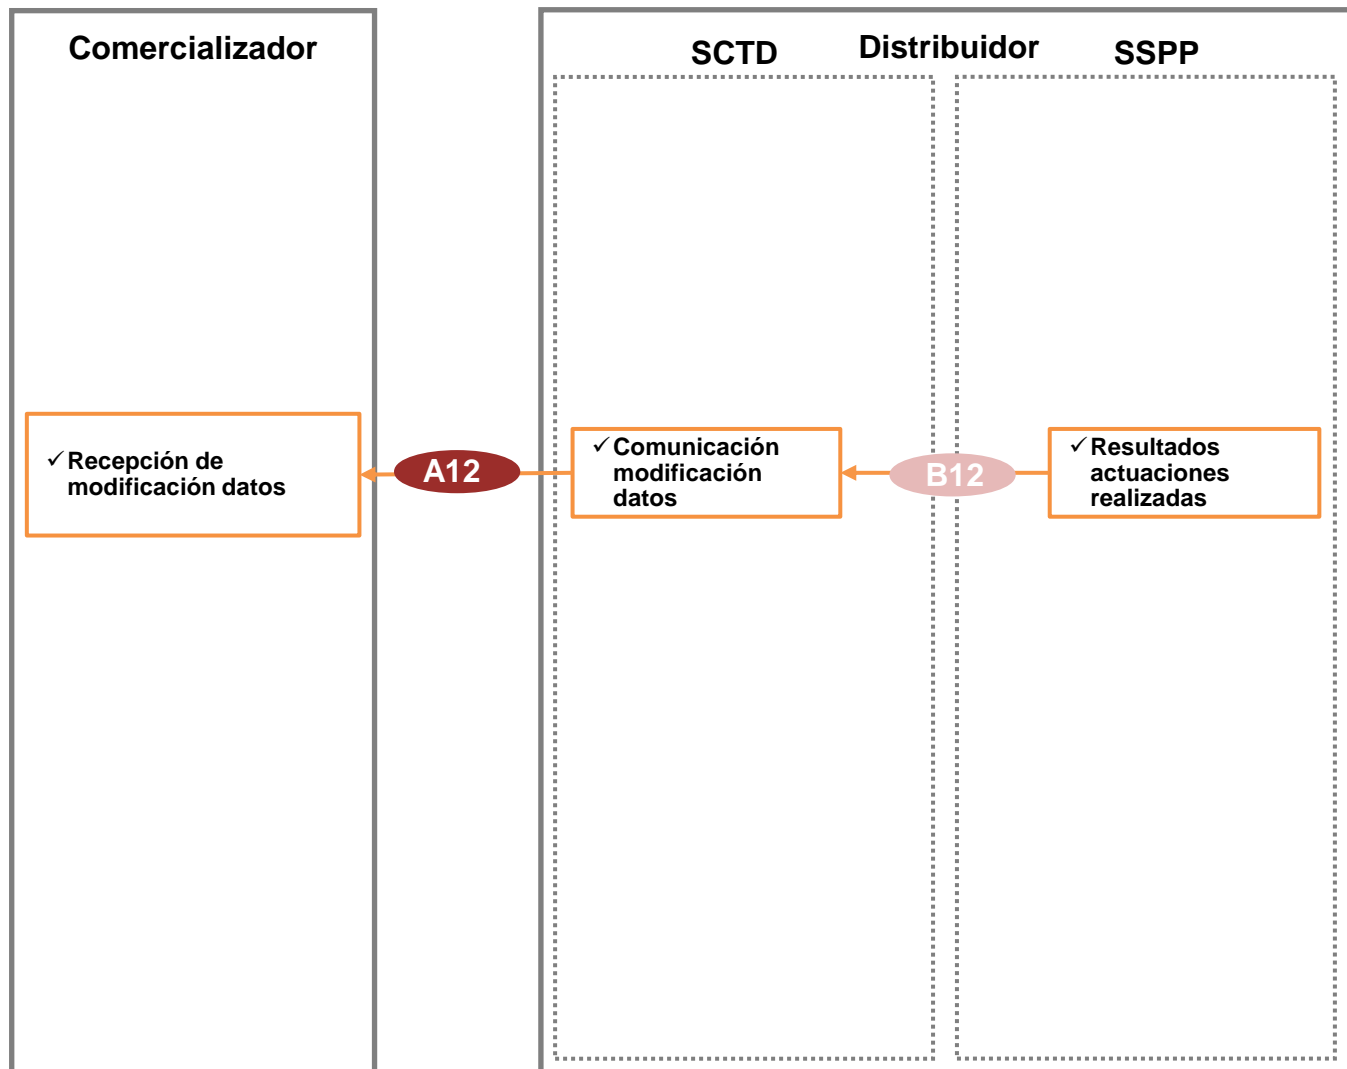 Comercializador
SCTD
Distribuidor
SSPP
✓ Recepción de
modificación datos
A12
✓ Comunicación
modificación
datos
B12
✓ Resultados
actuaciones
realizadas